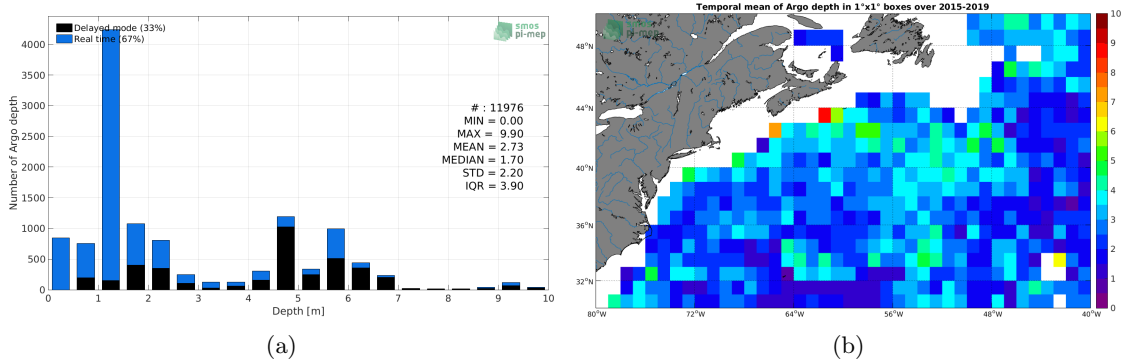 Delayed mode (33%)
Real time (67%)
smos
pi-mep
Number of Argo depth
4000
3500
3000
2500
2000
1500
1000
500
0
# : 11976
MIN = 0.00
MAX = 9.90
MEAN = 2.73
MEDIAN = 1.70
STD = 2.20
IQR = 3.90
0 1 2 3 4 5 6 7 8 9 10
Depth [m]
(a)
Temporal mean of Argo depth in 1°x1° boxes over 2015-2019
smos
pi-mep
48°N
44°N
40°N
36°N
32°N
80°W 72°W 64°W 56°W 48°W 40°W
10
9
8
7
6
5
4
3
2
1
0
(b)